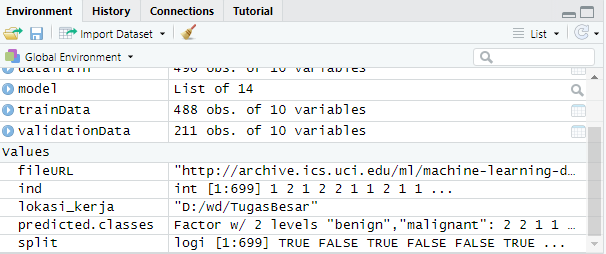 Environment History Connections Tutorial
Import Dataset List
Global Environment
dataTrain 490 obs. of 10 variables
model List of 14
trainData 488 obs. of 10 variables
validationData 211 obs. of 10 variables
Values
fileURL "http://archive.ics.uci.edu/ml/machine-learning-d…
ind int [1:699] 1 2 1 2 2 1 1 2 1 1 ...
lokasi_kerja "D:/wd/TugasBesar"
predicted.classes Factor w/ 2 levels "benign","malignant": 2 2 1 1 …
split logi [1:699] TRUE FALSE TRUE FALSE FALSE TRUE ...